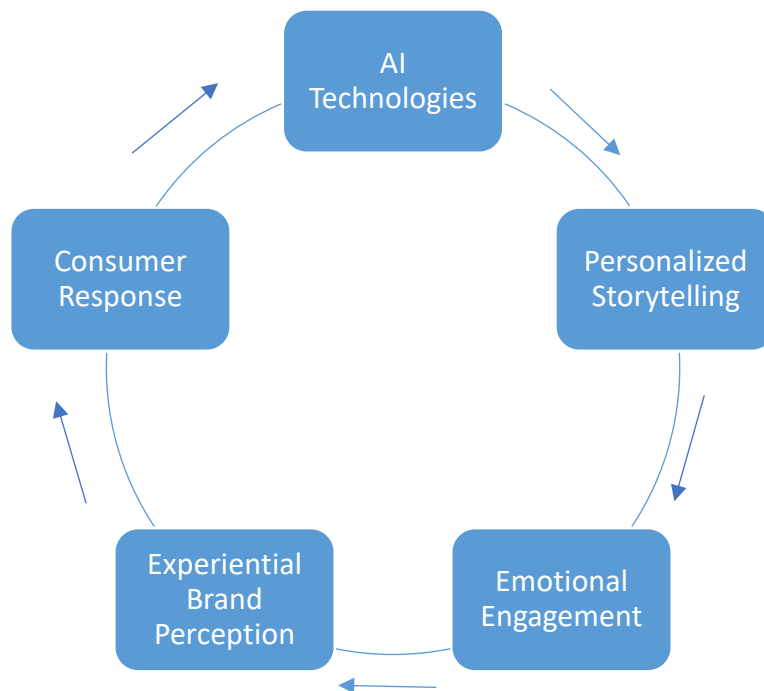 AI
Technologies
Personalized
Storytelling
Emotional
Engagement
Experiential
Brand
Perception
Consumer
Response